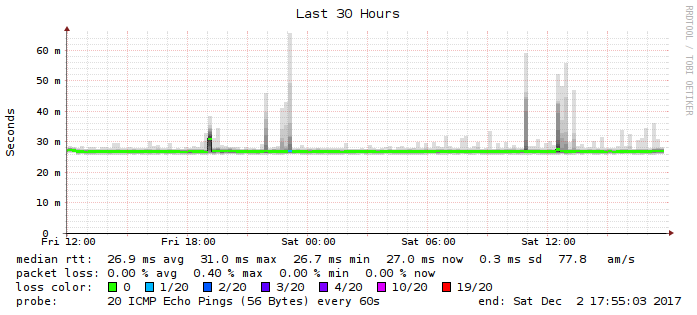 Last 30 Hours
RRDTOOL / TOBI OETIKER
Seconds
60 m
50 m
40 m
30 m
20 m
10 m
0
Fri 12:00 Fri 18:00 Sat 00:00 Sat 06:00 Sat 12:00
median rtt: 26.9 ms avg 31.0 ms max 26.7 ms min 27.0 ms now 0.3 ms sd 77.8 am/s
packet loss: 0.00 % avg 0.40 % max 0.00 % min 0.00 % now
loss color: 0 1/20 2/20 3/20 4/20 10/20 19/20
probe: 20 ICMP Echo Pings (56 Bytes) every 60s end: Sat Dec 2 17:55:03 2017